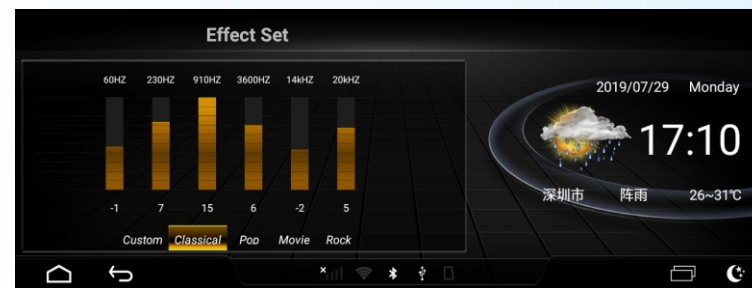 Effect Set
60HZ 230HZ 910HZ 3600HZ 14kHZ 20kHZ
-1 7 15 6 -2 5
Custom Classical Pop Movie Rock
2019/07/29 Monday
17:10
深圳市 阵雨 26~31℃